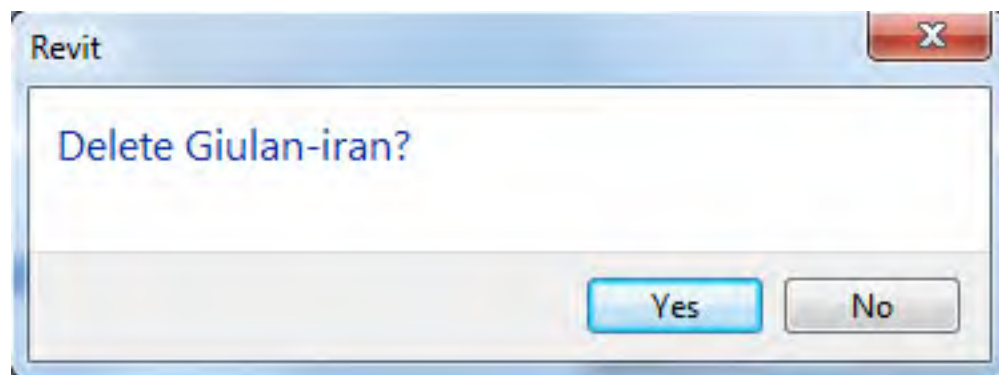 Revit
Delete Giulan-iran?
Yes No